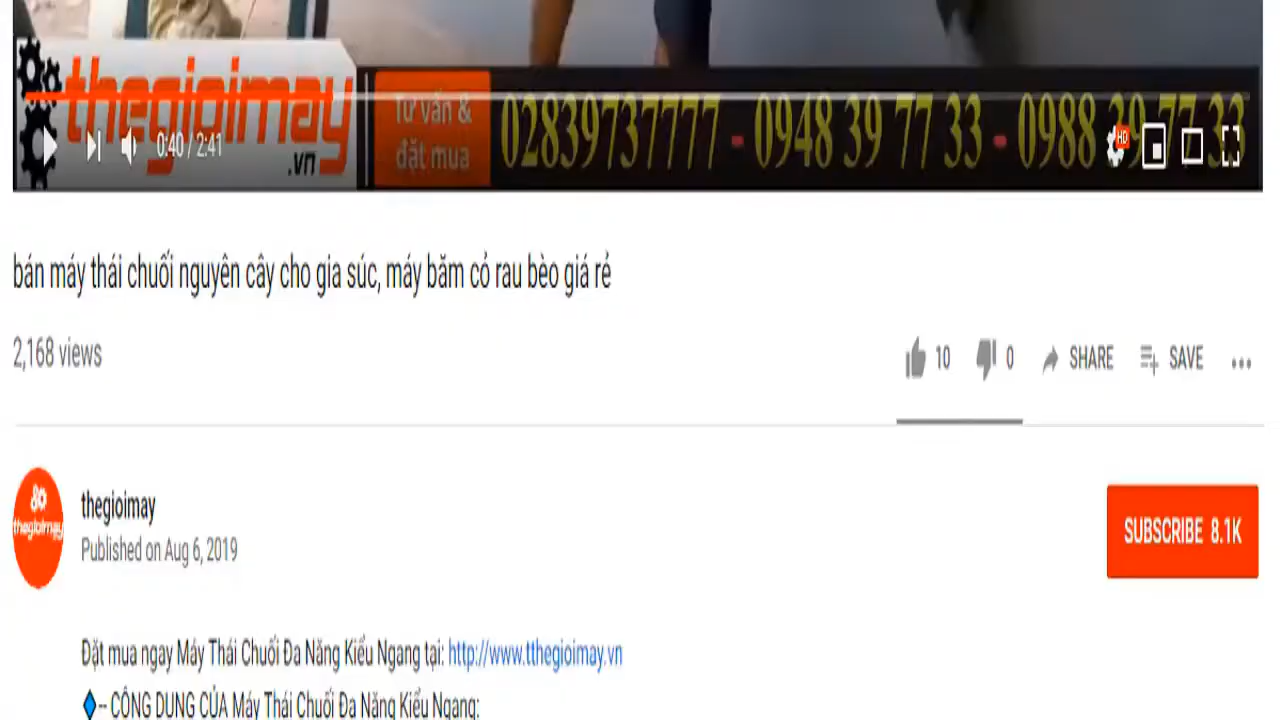 thegioimay
.vn
Tư vấn &
đặt mua
02839737777 - 0948 39 77 33 - 0988 39 77 33
0:40 / 2:41
HD
bán máy thái chuối nguyên cây cho gia súc, máy băm cỏ rau bèo giá rẻ
2,168 views
10 0 SHARE SAVE
thegioimay
thegioimay
Published on Aug 6, 2019
SUBSCRIBE 8.1K
Đặt mua ngay Máy Thái Chuối Đa Năng Kiểu Ngang tại: http://www.tthegioimay.vn
-- CÔNG DỤNG CỦA Máy Thái Chuối Đa Năng Kiểu Ngang: